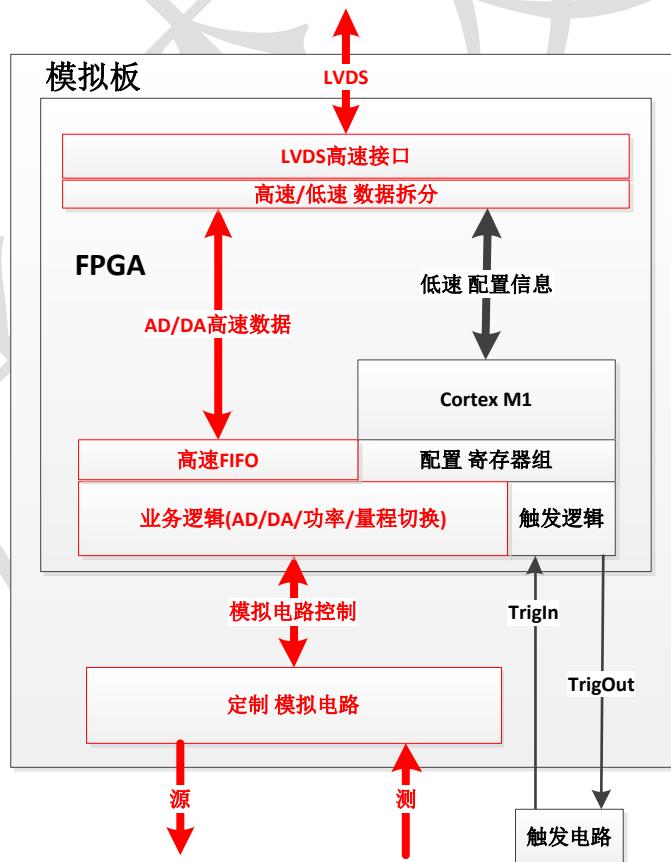 LVDS
模拟板
LVDS高速接口
高速/低速 数据拆分
FPGA
低速 配置信息
AD/DA高速数据
Cortex M1
高速FIFO
配置 寄存器组
业务逻辑(AD/DA/功率/量程切换)
触发逻辑
模拟电路控制
TrigIn
TrigOut
定制 模拟电路
源
测
触发电路